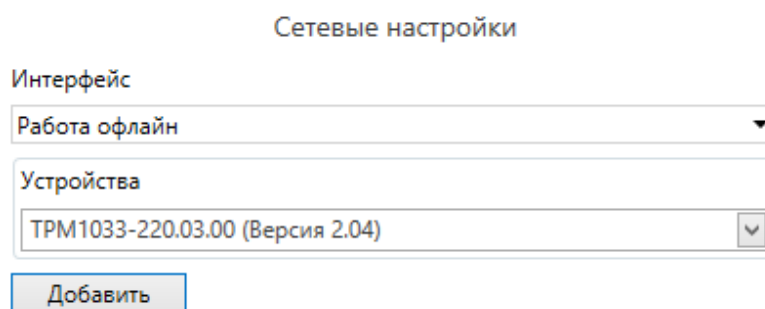 Сетевые настройки
Интерфейс
Работа офлайн
Устройства
ТРМ1033-220.03.00 (Версия 2.04)
Добавить